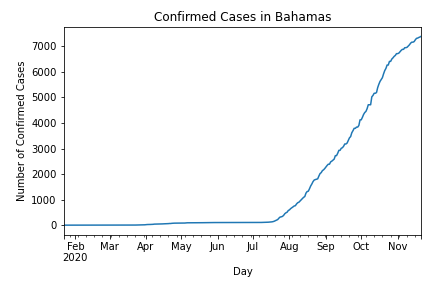 Confirmed Cases in Bahamas
Number of Confirmed Cases
7000
6000
5000
4000
3000
2000
1000
0
Feb Mar Apr May Jun Jul Aug Sep Oct Nov
2020
Day